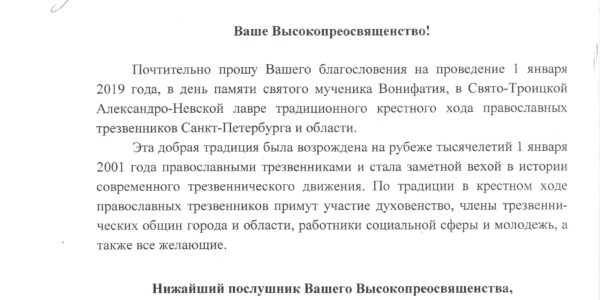 Ваше Высокопреосвященство!
Почтительно прошу Вашего благословения на проведение 1 января
2019 года, в день памяти святого мученика Вонифатия, в Свято-Троицкой
Александро-Невской лавре традиционного крестного хода православных
трезвенников Санкт-Петербурга и области.
Эта добрая традиция была возрождена на рубеже тысячелетий 1 января
2001 года православными трезвенниками и стала заметной вехой в истории
современного трезвеннического движения. По традиции в крестном ходе
православных трезвенников примут участие духовенство, члены трезвенни-
ческих общин города и области, работники социальной сферы и молодежь, а
также все желающие.
Нижайший послушник Вашего Высокопреосвященства,